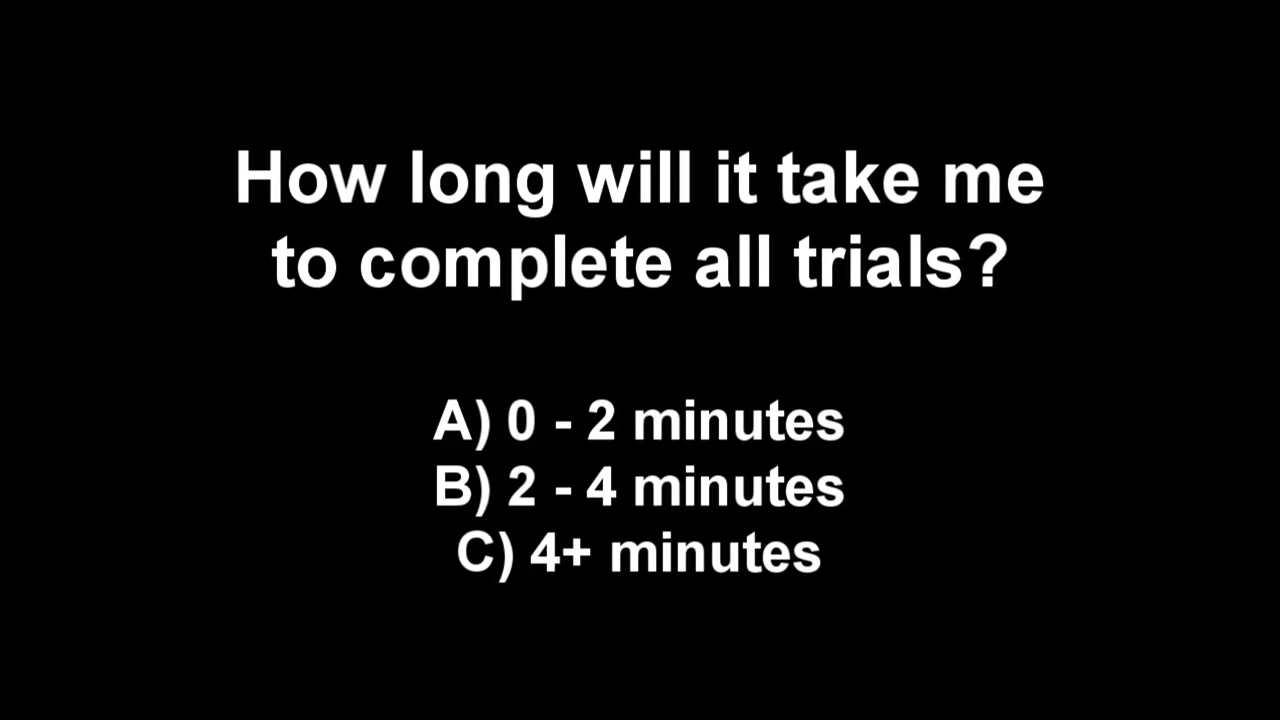 How long will it take me
to complete all trials?
A) 0 - 2 minutes
B) 2 - 4 minutes
C) 4+ minutes